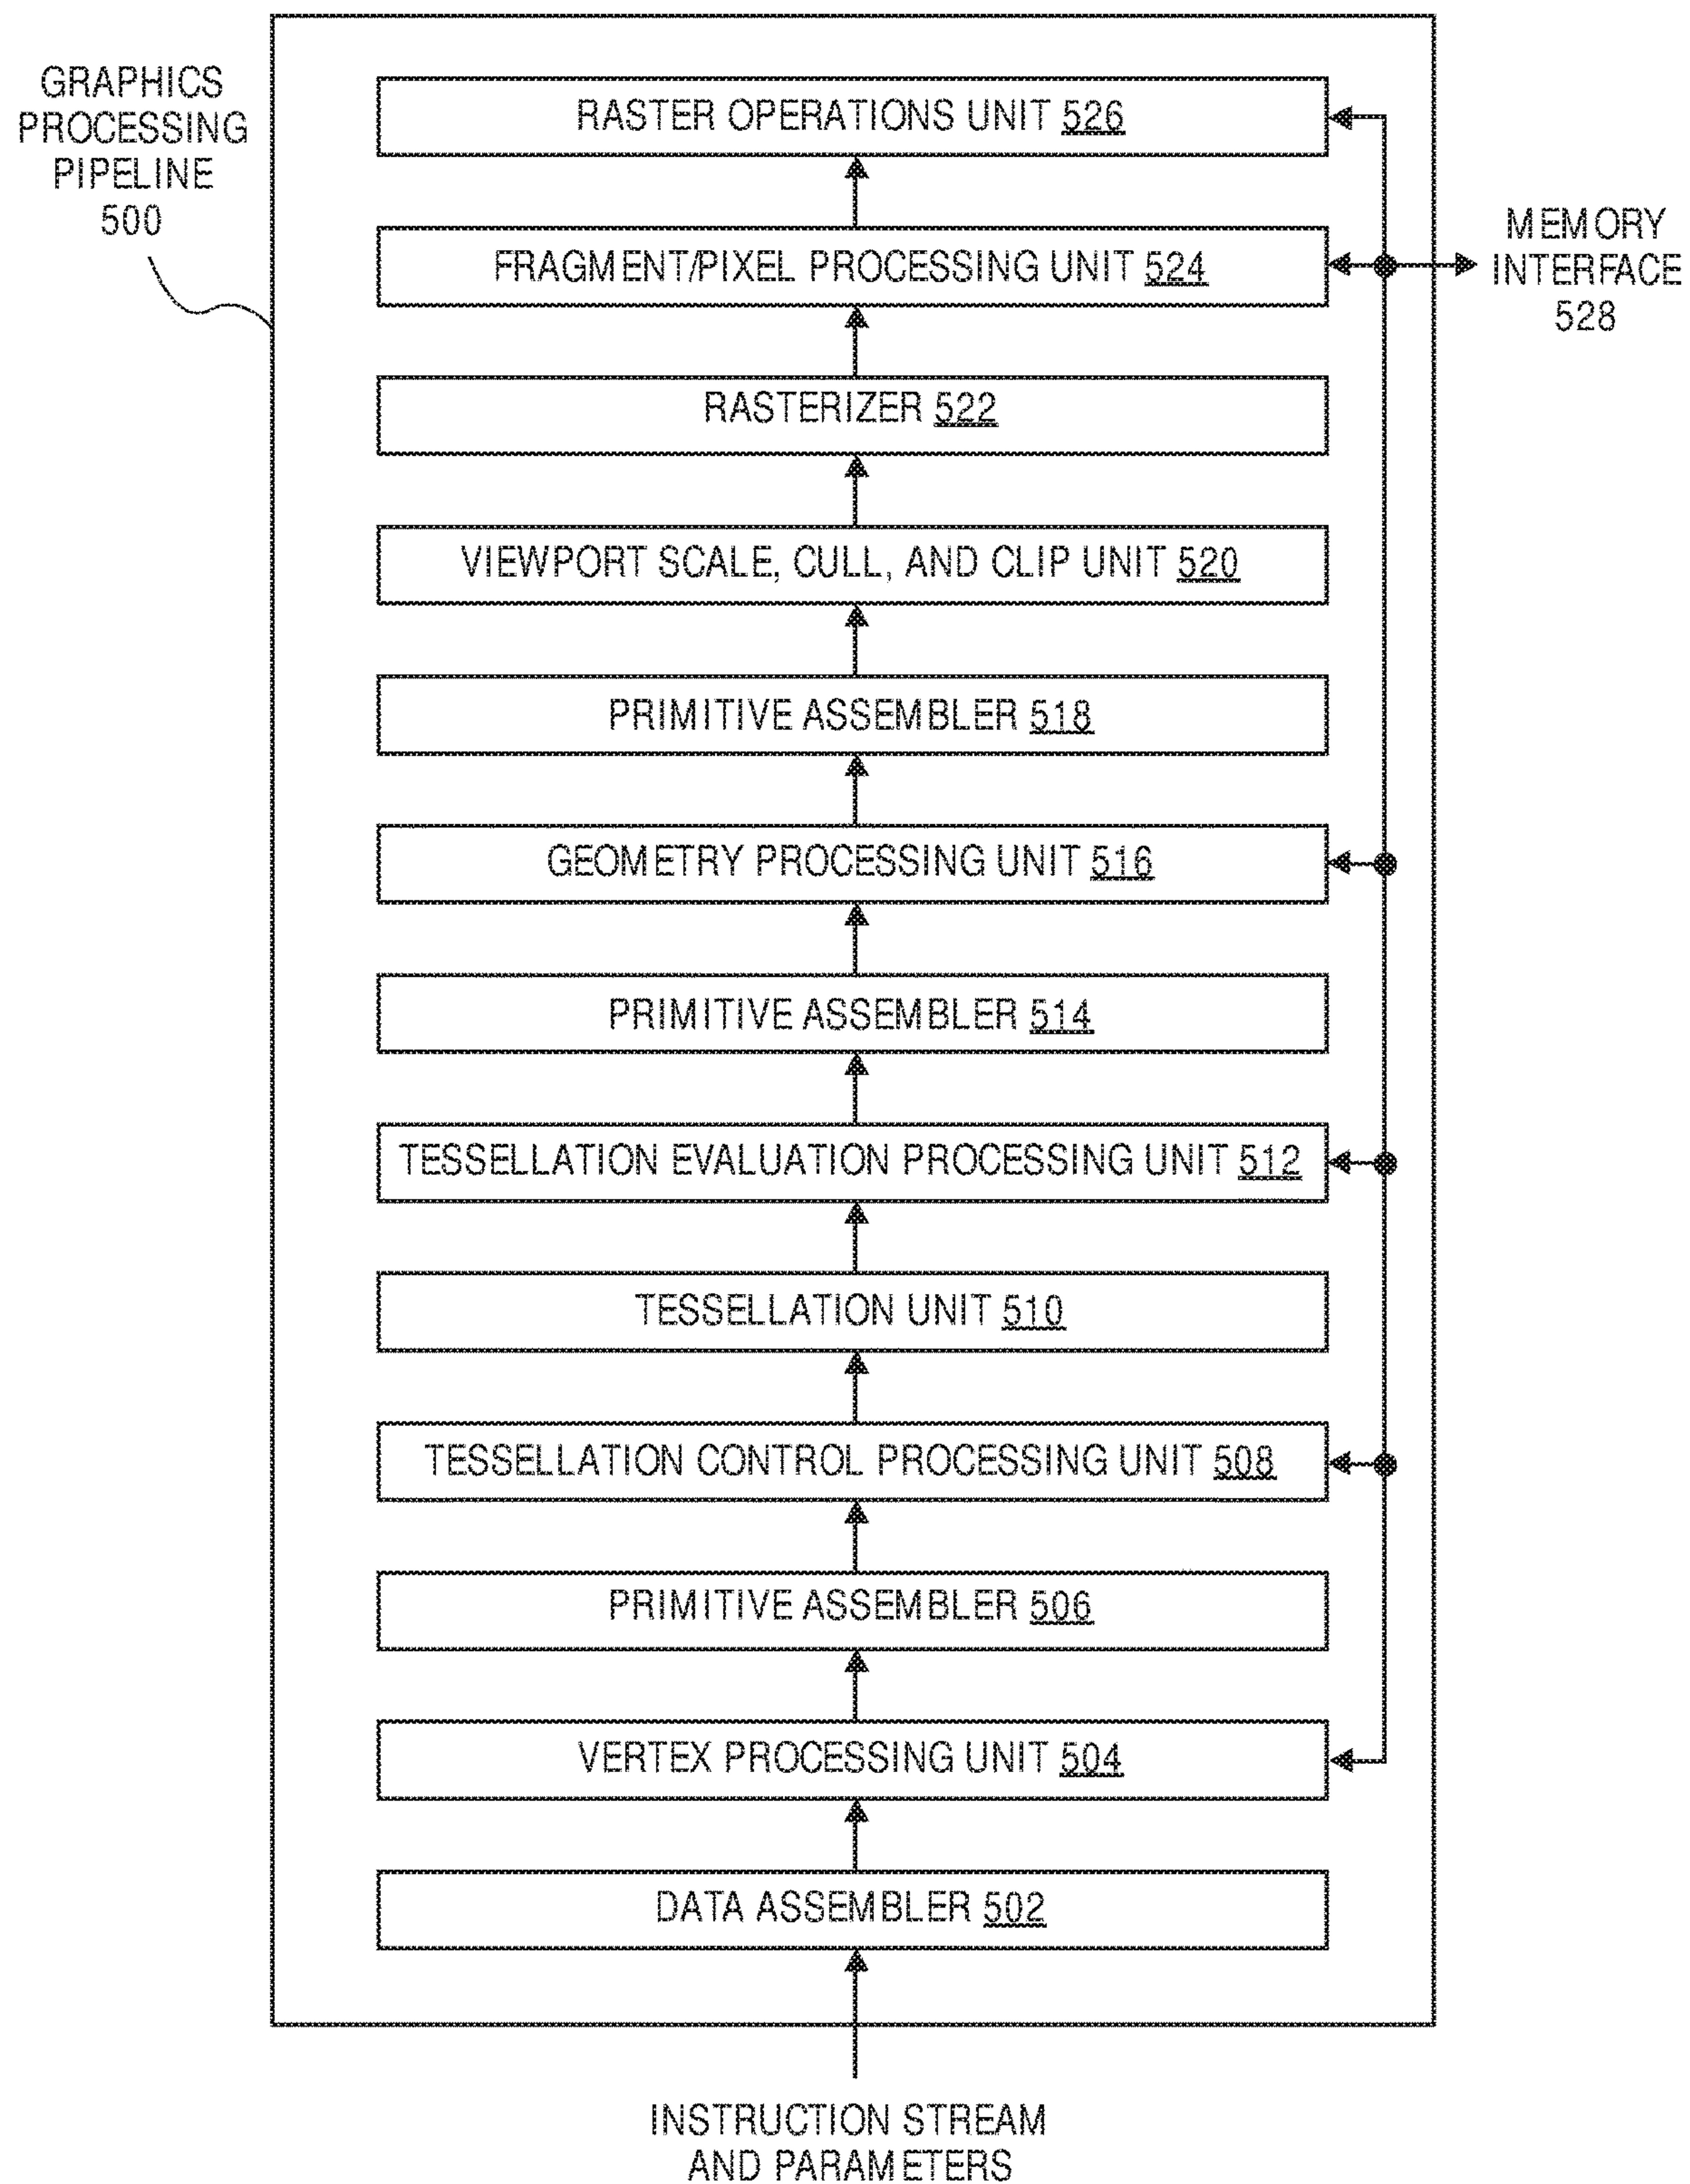 GRAPHICS
PROCESSING
PIPELINE
500
RASTER OPERATIONS UNIT 526
FRAGMENT/PIXEL PROCESSING UNIT 524
MEMORY
INTERFACE
528
RASTERIZER 522
VIEWPORT SCALE, CULL, AND CLIP UNIT 520
PRIMITIVE ASSEMBLER 518
GEOMETRY PROCESSING UNIT 516
PRIMITIVE ASSEMBLER 514
TESSELLATION EVALUATION PROCESSING UNIT 512
TESSELLATION UNIT 510
TESSELLATION CONTROL PROCESSING UNIT 508
PRIMITIVE ASSEMBLER 506
VERTEX PROCESSING UNIT 504
DATA ASSEMBLER 502
INSTRUCTION STREAM
AND PARAMETERS